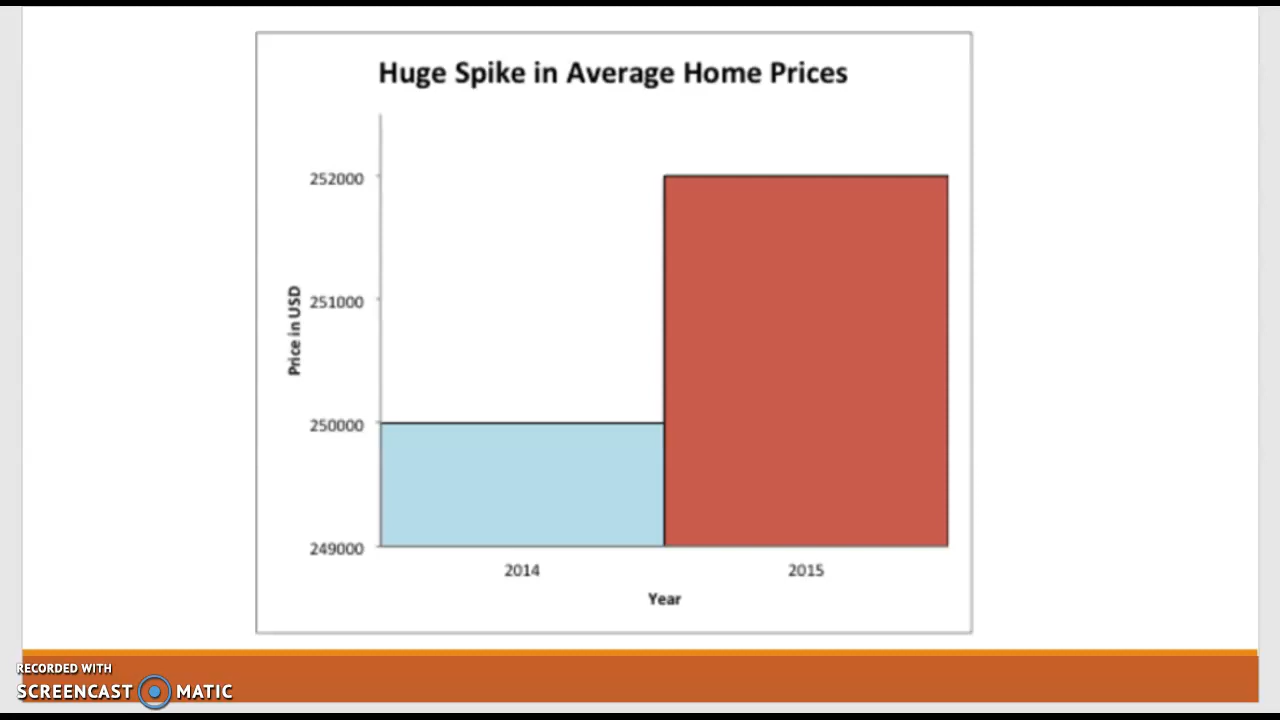 Huge Spike in Average Home Prices
252000
251000
250000
249000
Price in USD
2014
2015
Year
RECORDED WITH
SCREENCAST MATIC